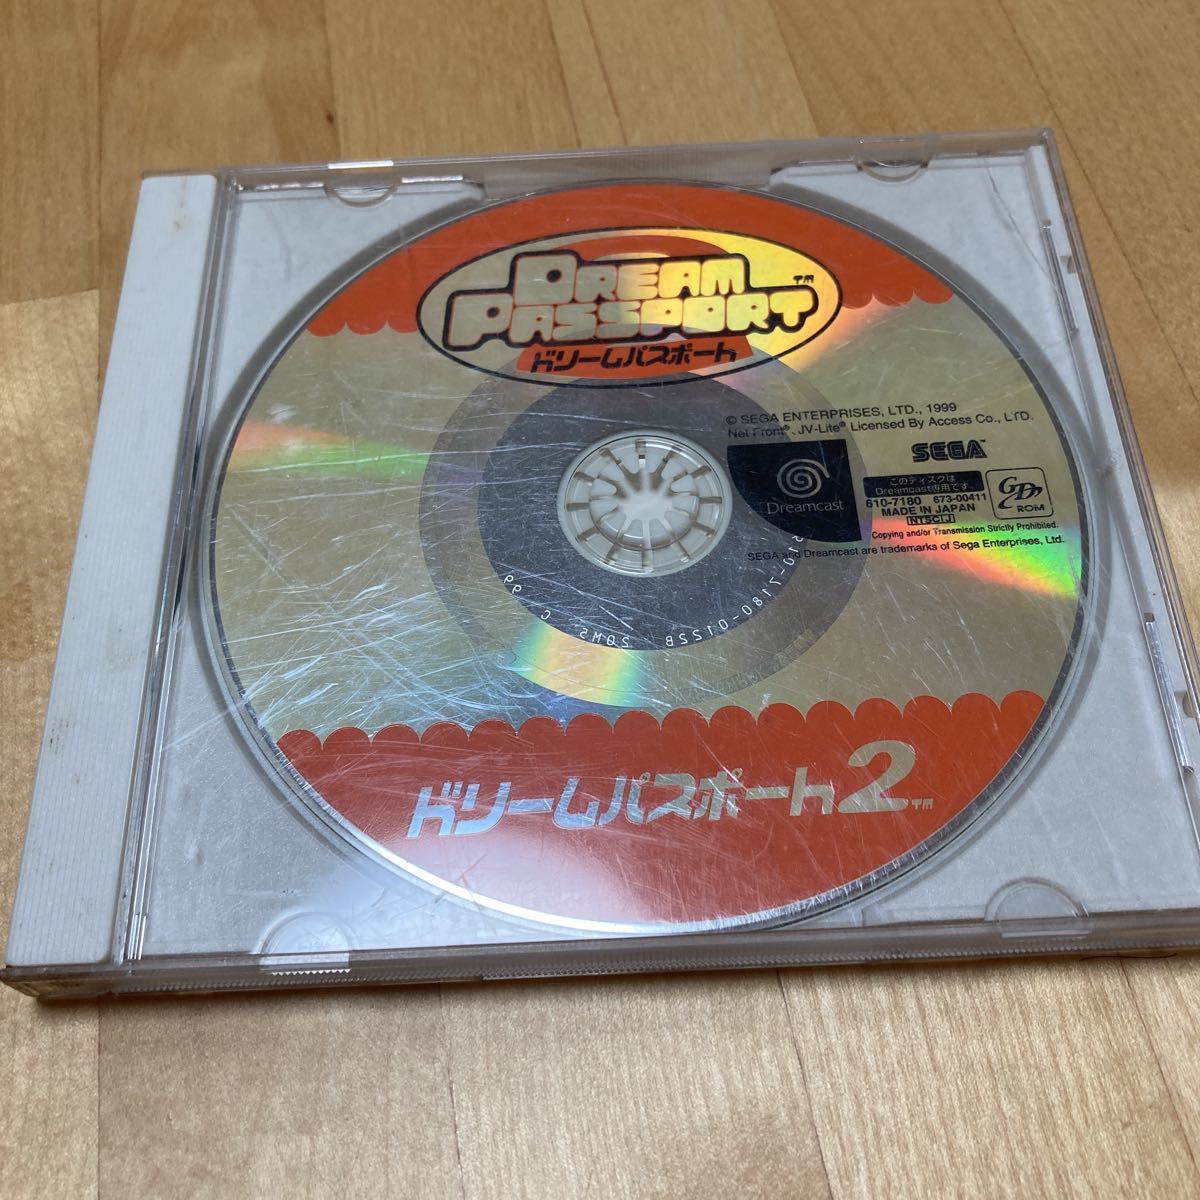 DREAM
PASSPORT™
ドリームパスポート
© SEGA ENTERPRISES, LTD., 1999
Net Front®、JV-Lite® Licensed By Access Co., LTD.
SEGA™
Dreamcast
このディスクは
Dreamcast専用です。
610-7180 673-00411
MADE IN JAPAN
NTSC J
GD
ROM
Copying and/or Transmission Strictly Prohibited.
SEGA and Dreamcast are trademarks of Sega Enterprises, Ltd.
ドリームパスポート2™